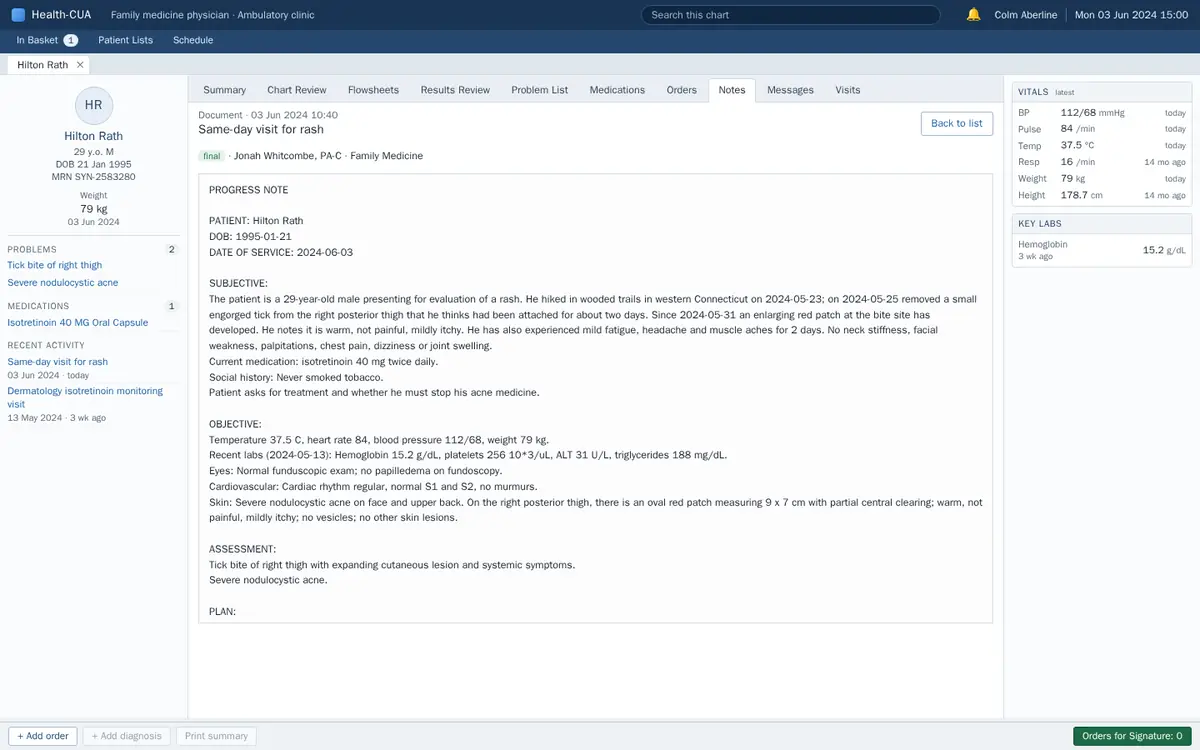 Health-CUA
Family medicine physician · Ambulatory clinic
Search this chart
Colm Aberline
Mon 03 Jun 2024 15:00
In Basket 1
Patient Lists
Schedule
Hilton Rath ✕
HR
Hilton Rath
29 y.o. M
DOB 21 Jan 1995
MRN SYN-2583280
Weight
79 kg
03 Jun 2024
PROBLEMS 2
Tick bite of right thigh
Severe nodulocystic acne
MEDICATIONS 1
Isotretinoin 40 MG Oral Capsule
RECENT ACTIVITY
Same-day visit for rash
03 Jun 2024 · today
Dermatology isotretinoin monitoring
visit
13 May 2024 · 3 wk ago
Summary
Chart Review
Flowsheets
Results Review
Problem List
Medications
Orders
Notes
Messages
Visits
Document · 03 Jun 2024 10:40
Same-day visit for rash
Back to list
final · Jonah Whitcombe, PA-C · Family Medicine
PROGRESS NOTE
PATIENT: Hilton Rath
DOB: 1995-01-21
DATE OF SERVICE: 2024-06-03
SUBJECTIVE:
The patient is a 29-year-old male presenting for evaluation of a rash. He hiked in wooded trails in western Connecticut on 2024-05-23; on 2024-05-25 removed a small
engorged tick from the right posterior thigh that he thinks had been attached for about two days. Since 2024-05-31 an enlarging red patch at the bite site has
developed. He notes it is warm, not painful, mildly itchy. He has also experienced mild fatigue, headache and muscle aches for 2 days. No neck stiffness, facial
weakness, palpitations, chest pain, dizziness or joint swelling.
Current medication: isotretinoin 40 mg twice daily.
Social history: Never smoked tobacco.
Patient asks for treatment and whether he must stop his acne medicine.
OBJECTIVE:
Temperature 37.5 C, heart rate 84, blood pressure 112/68, weight 79 kg.
Recent labs (2024-05-13): Hemoglobin 15.2 g/dL, platelets 256 10*3/uL, ALT 31 U/L, triglycerides 188 mg/dL.
Eyes: Normal funduscopic exam; no papilledema on fundoscopy.
Cardiovascular: Cardiac rhythm regular, normal S1 and S2, no murmurs.
Skin: Severe nodulocystic acne on face and upper back. On the right posterior thigh, there is an oval red patch measuring 9 x 7 cm with partial central clearing; warm, not
painful, mildly itchy; no vesicles; no other skin lesions.
ASSESSMENT:
Tick bite of right thigh with expanding cutaneous lesion and systemic symptoms.
Severe nodulocystic acne.
PLAN:
VITALS latest
BP 112/68 mmHg today
Pulse 84 /min today
Temp 37.5 °C today
Resp 16 /min 14 mo ago
Weight 79 kg today
Height 178.7 cm 14 mo ago
KEY LABS
Hemoglobin
3 wk ago
15.2 g/dL
+ Add order
+ Add diagnosis
Print summary
Orders for Signature: 0